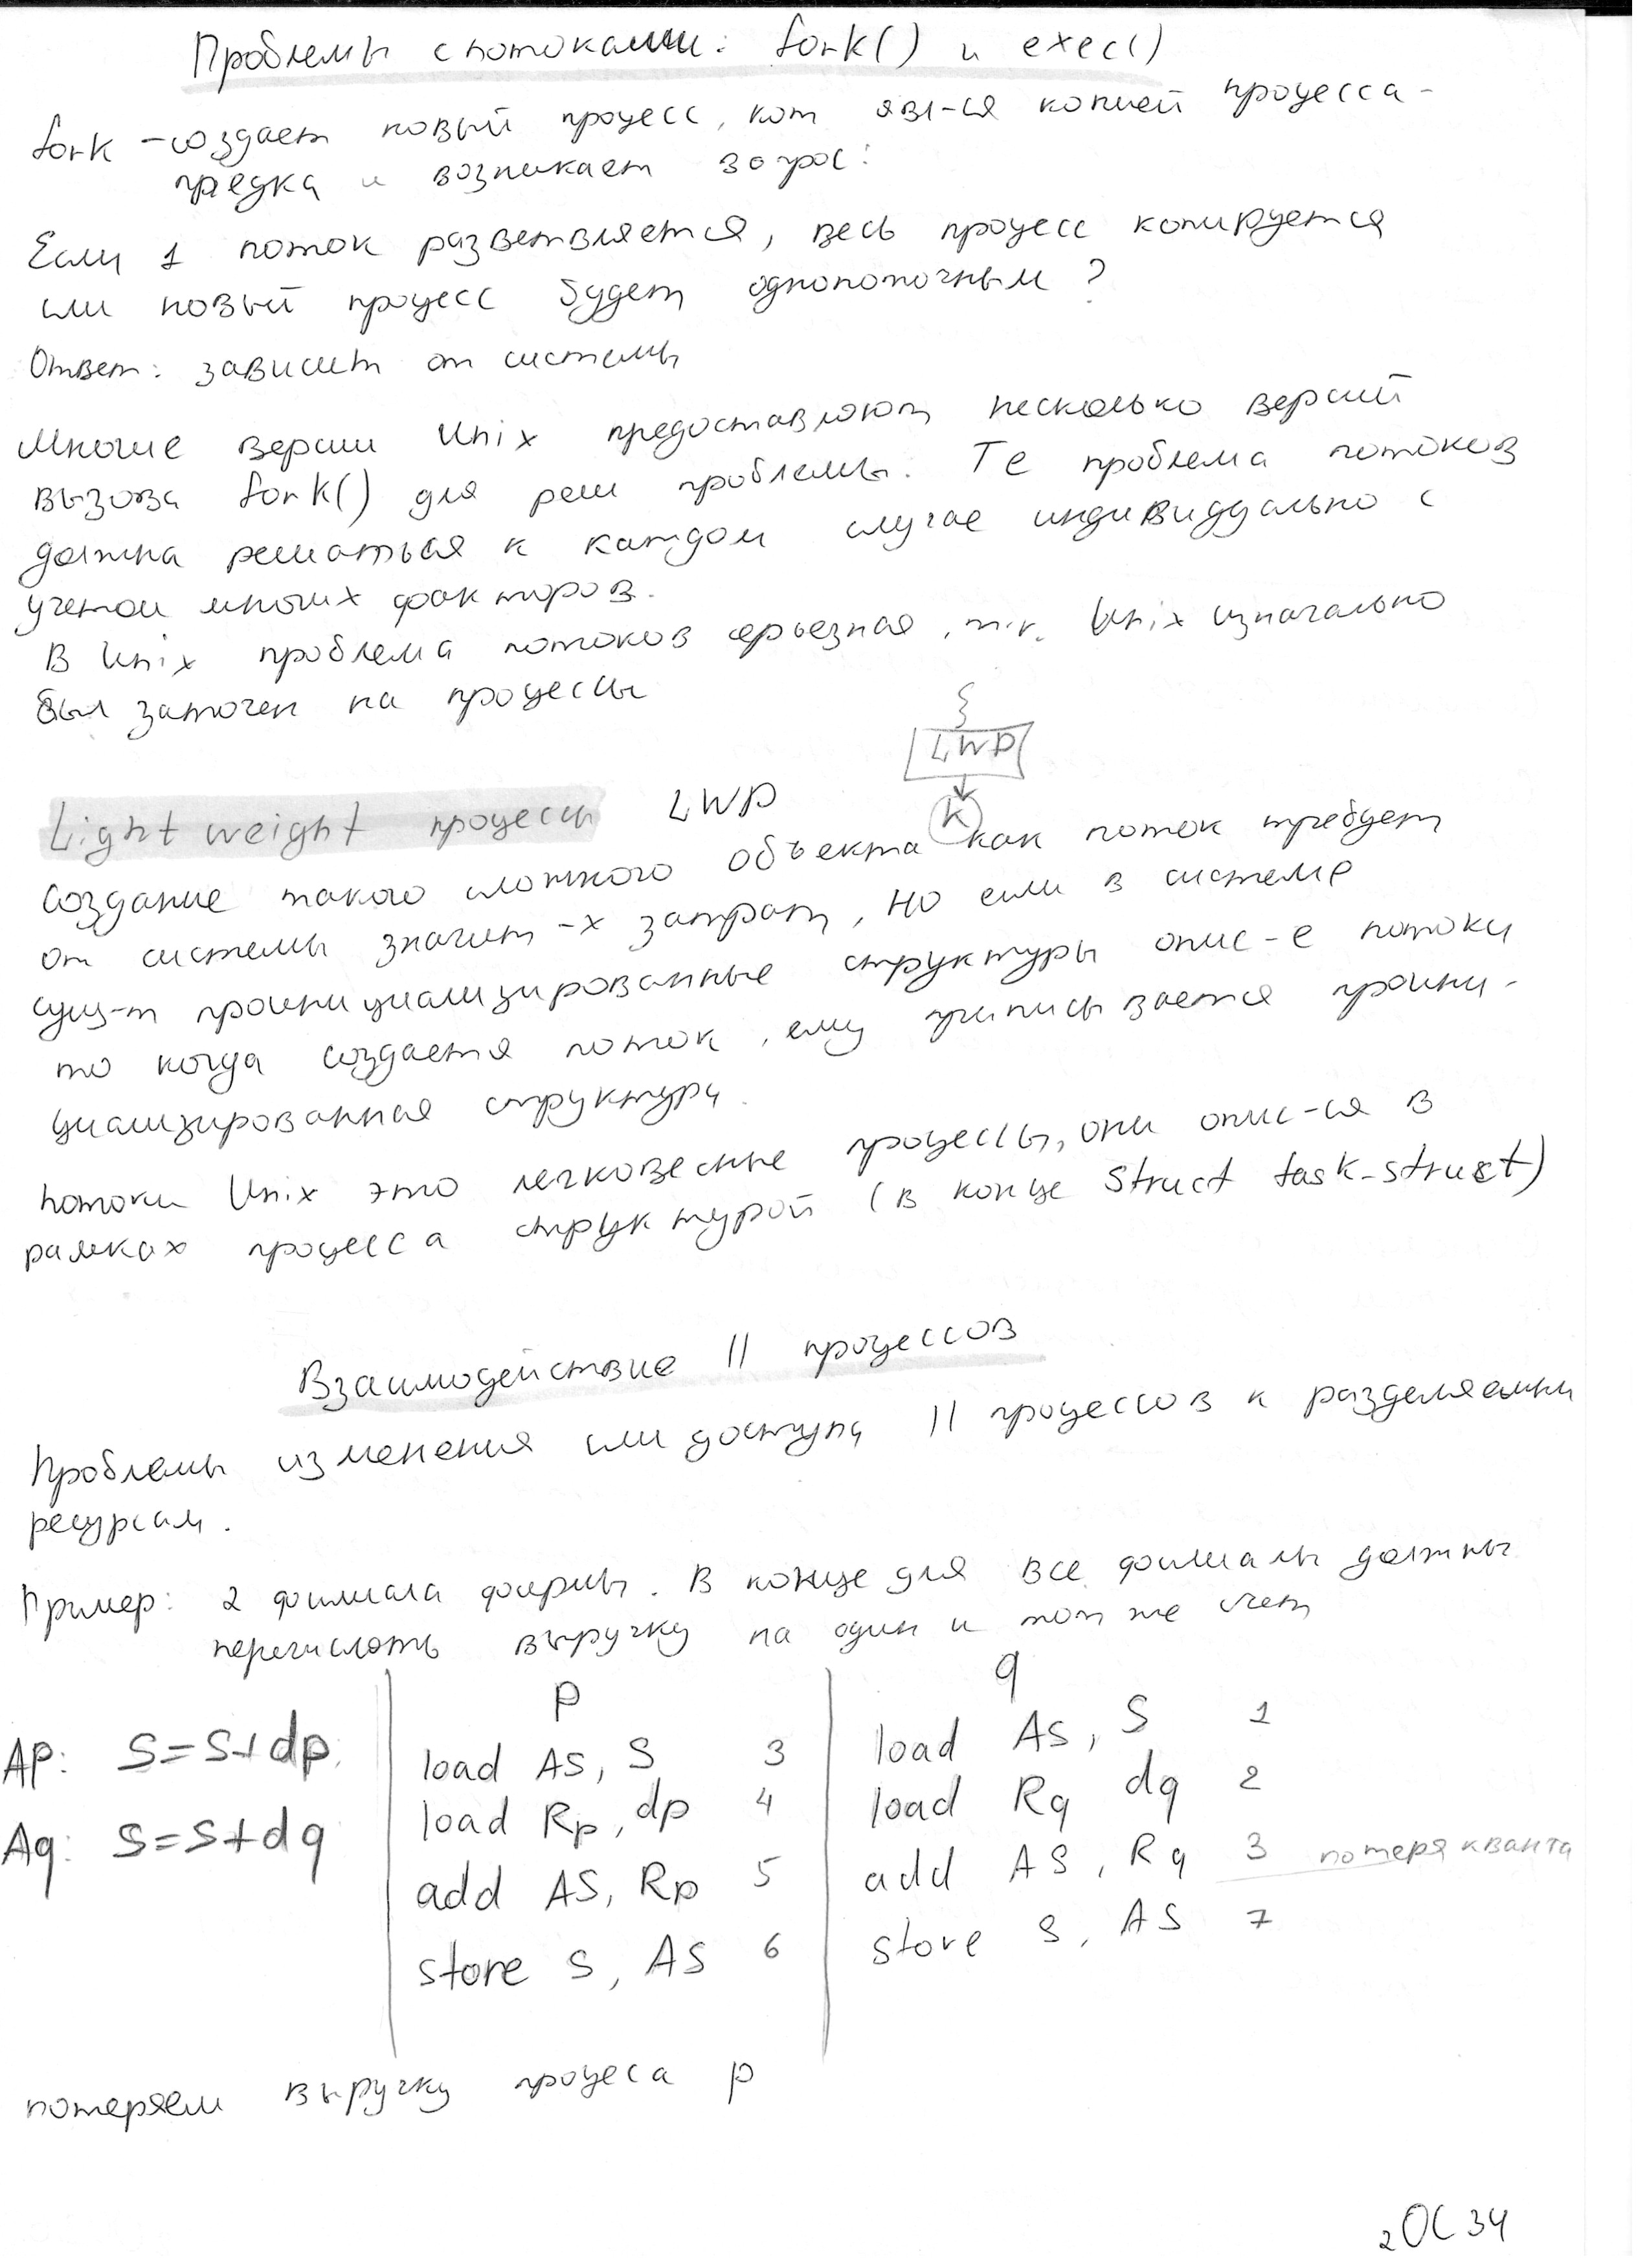 Проблемы с потоками: fork() и exec()
fork – создает новый процесс, кот явл-ся копией процесса-
предка и возникает вопрос:
Если 1 поток разветвляется, весь процесс копируется
или новый процесс будет однопоточным?
Ответ: зависит от системы
Многие версии Unix предоставляют несколько версий
вызова fork() для реш проблемы. Те проблема потоков
должна решаться к каждом случае индивидуально с
учетом многих факторов.
В Unix проблема потоков серьезная, т.к. Unix изначально
был заточен на процессы
LWP
K
Light weight процессы LWP
Создание такого сложного объекта как поток требует
от системы значит-х затрат, но если в системе
сущ-т проинициализированные структуры опис-е потоки
то когда создается поток, ему приписывается проини-
циализированная структура.
Потоки Unix это легковесные процессы, они опис-ся в
рамках процесса структурой (в конце struct task-struct)
Взаимодействие || процессов
Проблемы изменения или доступа || процессов к разделяемым
ресурсам.
Пример: 2 филиала фирмы. В конце дня все филиалы должны
перечислять выручку на один и тот же счет
p q
Ap: S=S+dp load AS, S 3 load AS, S 1
load Rp, dp 4 load Rq dq 2
Aq: S=S+dq add AS, Rp 5 add AS, Rq 3 потеря кванта
store S, AS 6 store S, AS 7
потеряем выручку процеса p
2ОС 34